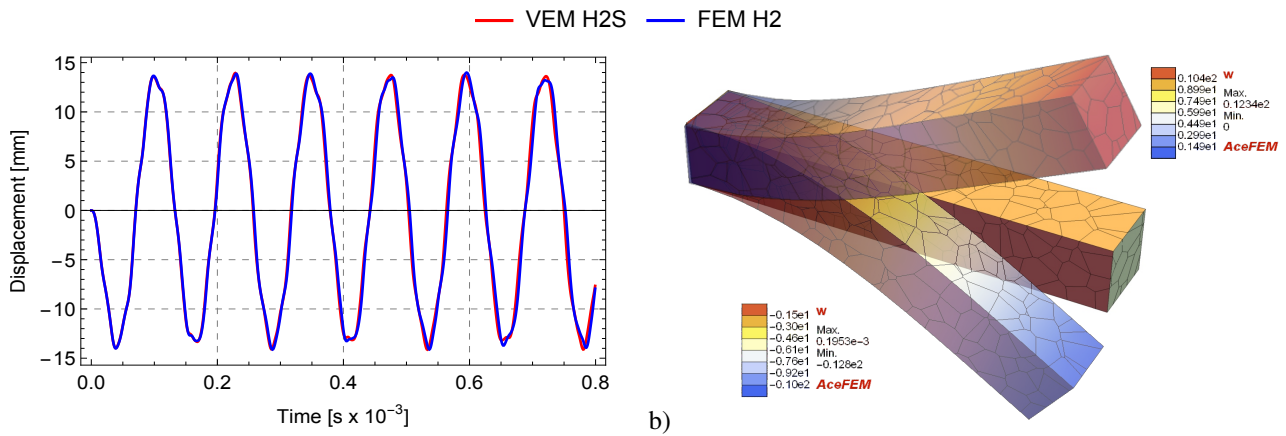 VEM H2S FEM H2
Displacement [mm]
15
10
5
0
−5
−10
−15
0.0 0.2 0.4 0.6 0.8
Time [s x 10⁻³]
b)
w
0.104e2
0.899e1
0.749e1
0.599e1
0.449e1
0.299e1
0.149e1
Max.
0.1234e2
Min.
0
AceFEM
w
−0.15e1
−0.30e1
−0.46e1
−0.61e1
−0.76e1
−0.92e1
−0.10e2
Max.
0.1953e−3
Min.
−0.128e2
AceFEM